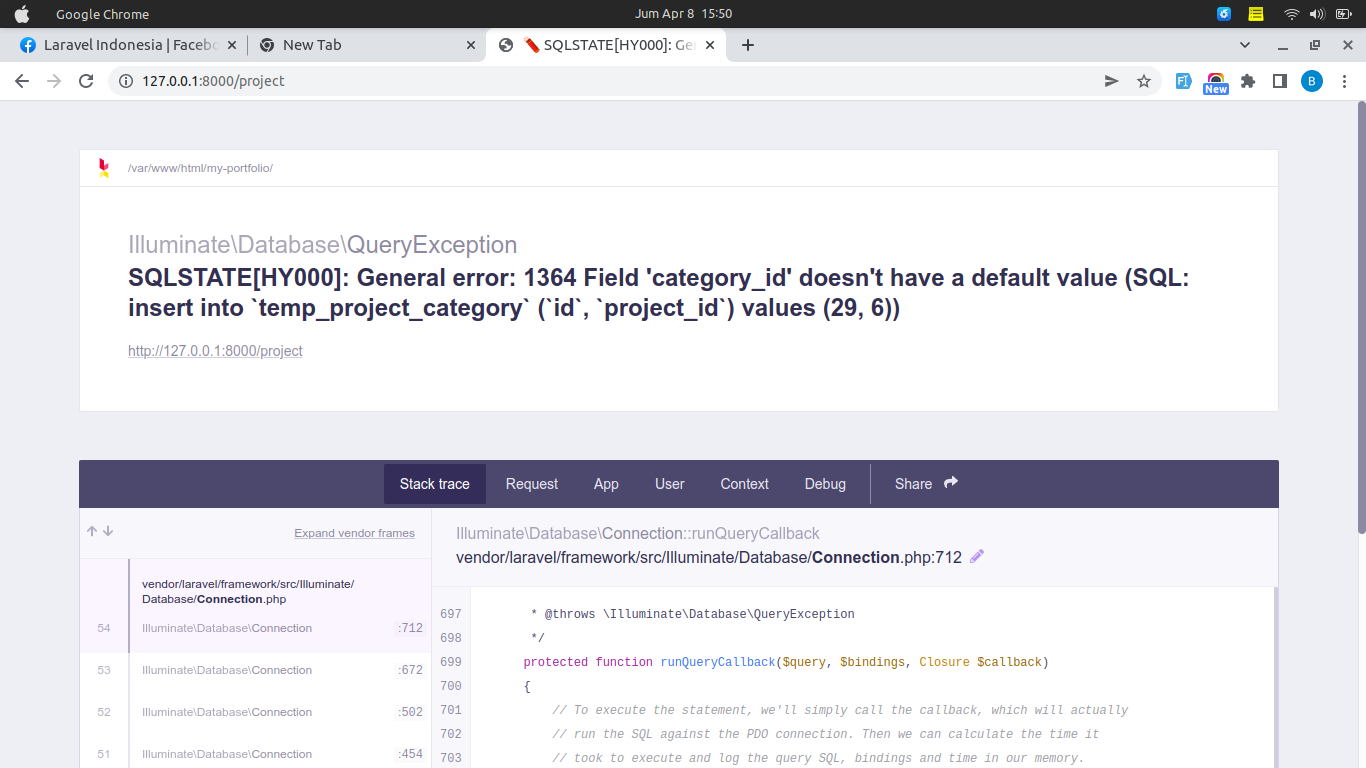 Google Chrome
Jum Apr 8 15:50
Laravel Indonesia | Facebo
New Tab
SQLSTATE[HY000]: Ge
127.0.0.1:8000/project
New
B
/var/www/html/my-portfolio/
Illuminate\Database\QueryException
SQLSTATE[HY000]: General error: 1364 Field 'category_id' doesn't have a default value (SQL:
insert into `temp_project_category` (`id`, `project_id`) values (29, 6))
http://127.0.0.1:8000/project
Stack trace
Request
App
User
Context
Debug
Share
Expand vendor frames
vendor/laravel/framework/src/Illuminate/
Database/Connection.php
54 Illuminate\Database\Connection :712
53 Illuminate\Database\Connection :672
52 Illuminate\Database\Connection :502
51 Illuminate\Database\Connection :454
Illuminate\Database\Connection::runQueryCallback
vendor/laravel/framework/src/Illuminate/Database/Connection.php:712
697 * @throws \Illuminate\Database\QueryException
698 */
699 protected function runQueryCallback($query, $bindings, Closure $callback)
700 {
701 // To execute the statement, we'll simply call the callback, which will actually
702 // run the SQL against the PDO connection. Then we can calculate the time it
703 // took to execute and log the query SQL, bindings and time in our memory.